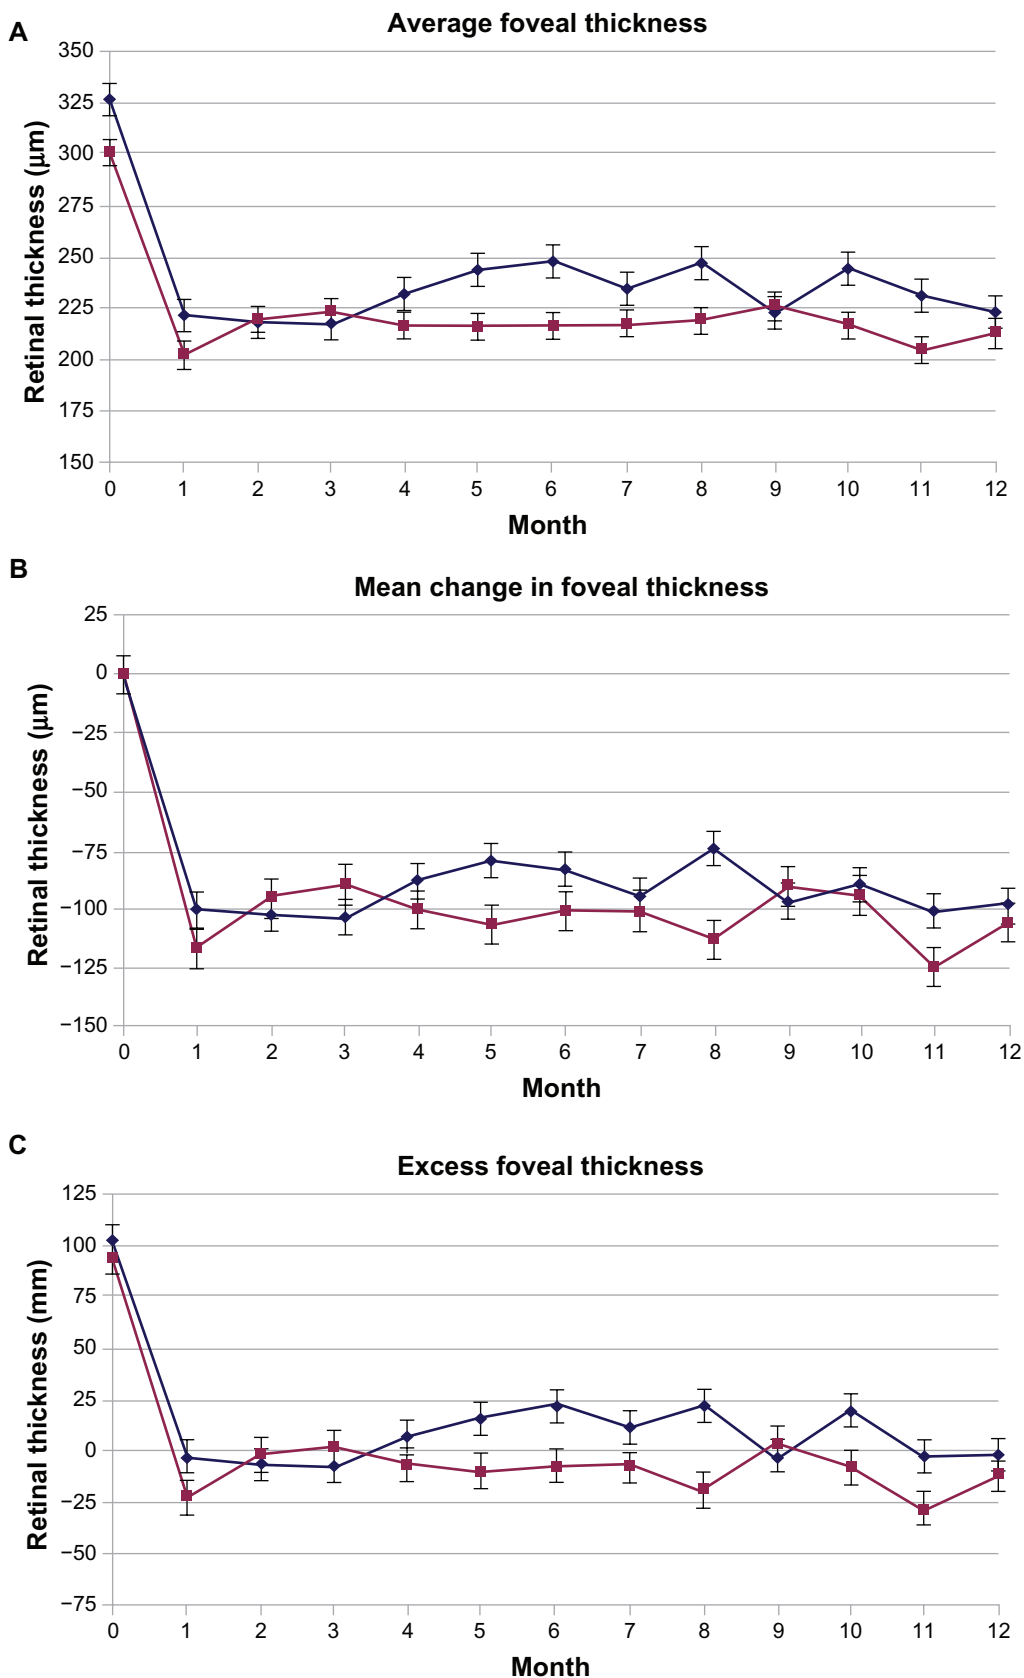 A
Average foveal thickness
350
325
300
275
250
225
200
175
150
Retinal thickness (μm)
0 1 2 3 4 5 6 7 8 9 10 11 12
Month
B
Mean change in foveal thickness
25
0
−25
−50
−75
−100
−125
−150
Retinal thickness (μm)
0 1 2 3 4 5 6 7 8 9 10 11 12
Month
C
Excess foveal thickness
125
100
75
50
25
0
−25
−50
−75
Retinal thickness (mm)
0 1 2 3 4 5 6 7 8 9 10 11 12
Month